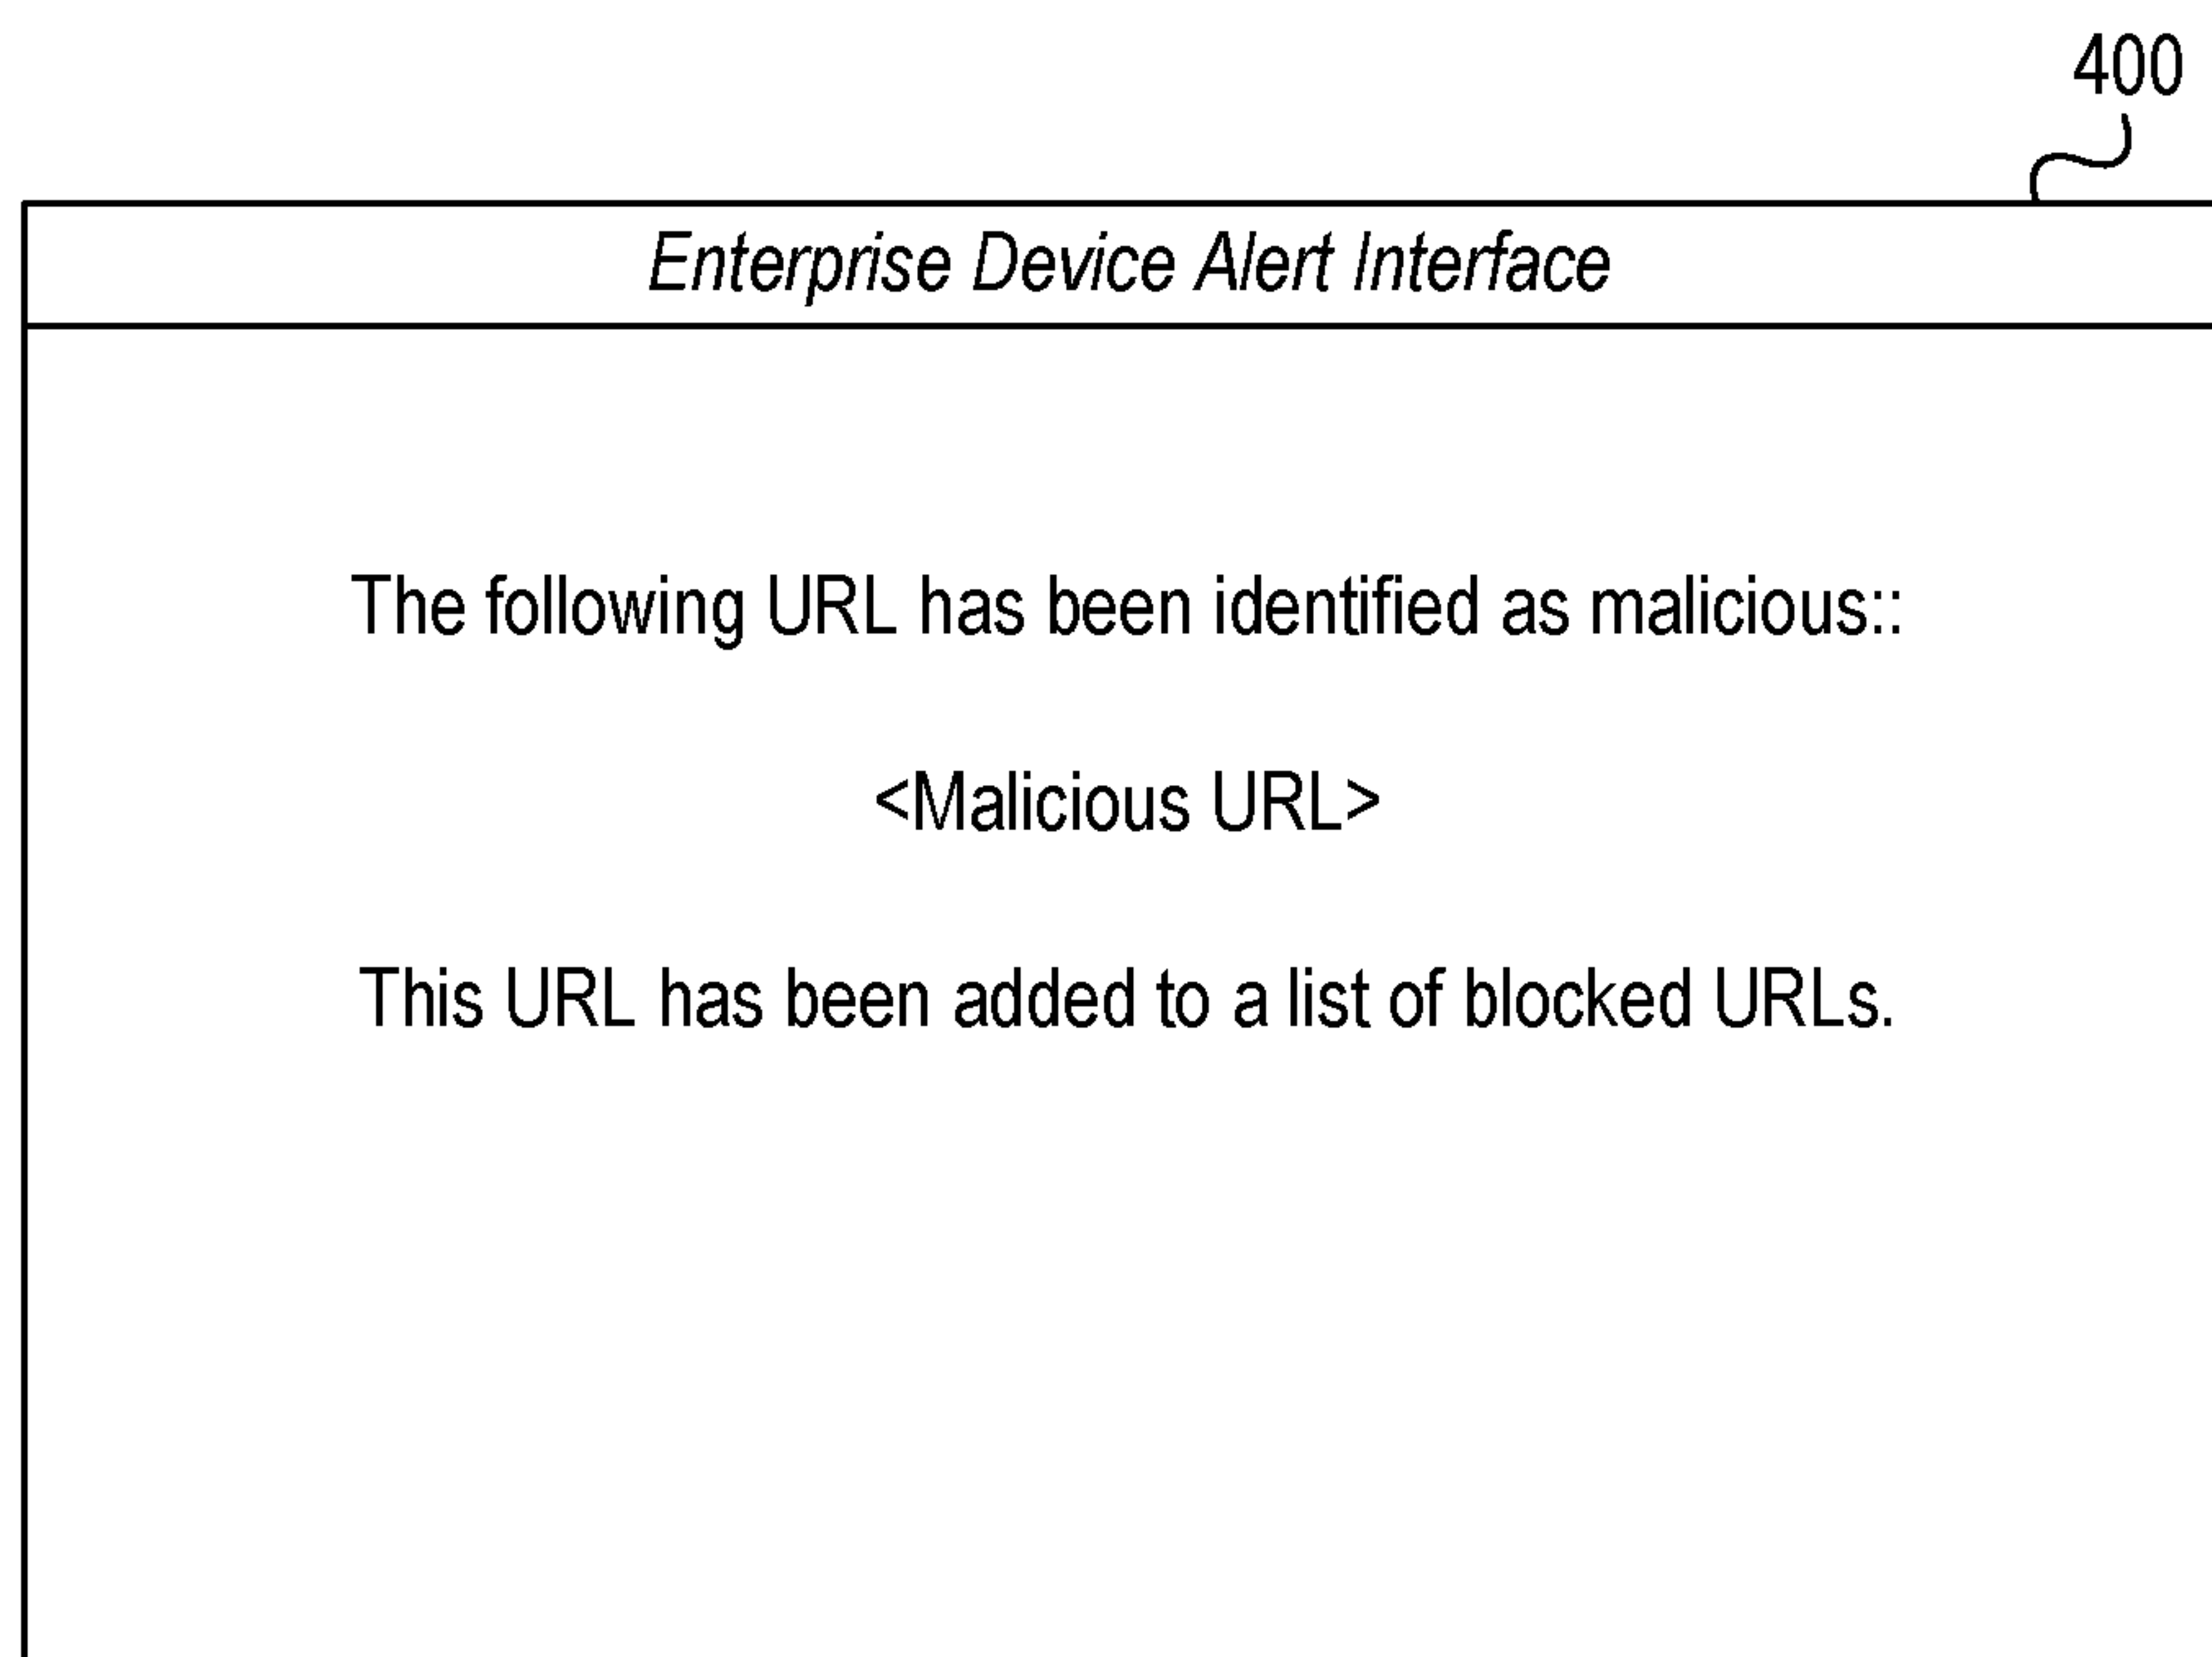 400
Enterprise Device Alert Interface
The following URL has been identified as malicious::
<Malicious URL>
This URL has been added to a list of blocked URLs.